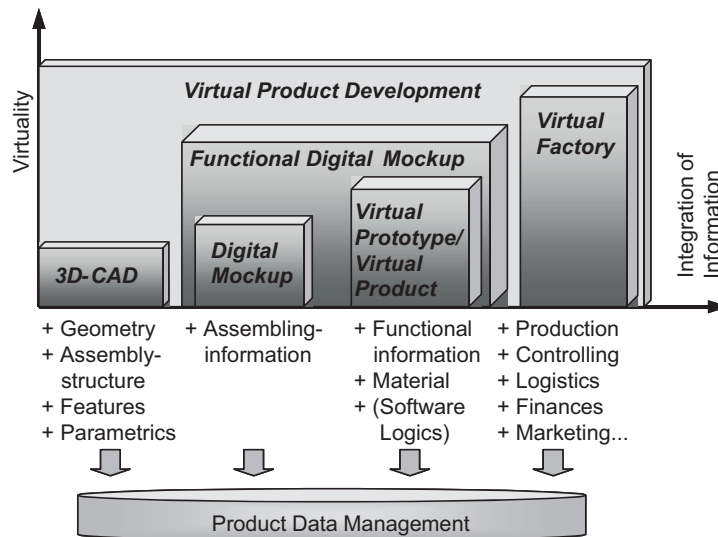 Virtuality
Virtual Product Development
Functional Digital Mockup
Virtual
Factory
3D-CAD
Digital
Mockup
Virtual
Prototype/
Virtual
Product
Integration of
Information
+ Geometry
+ Assembly-
structure
+ Features
+ Parametrics
+ Assembling-
information
+ Functional
information
+ Material
+ (Software
Logics)
+ Production
+ Controlling
+ Logistics
+ Finances
+ Marketing...
Product Data Management